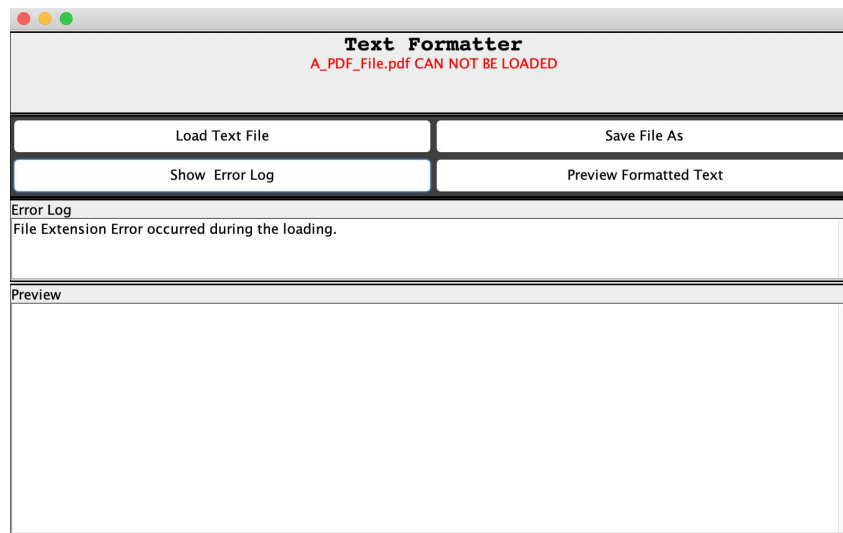 Text Formatter
A_PDF_File.pdf CAN NOT BE LOADED
Load Text File
Save File As
Show Error Log
Preview Formatted Text
Error Log
File Extension Error occurred during the loading.
Preview